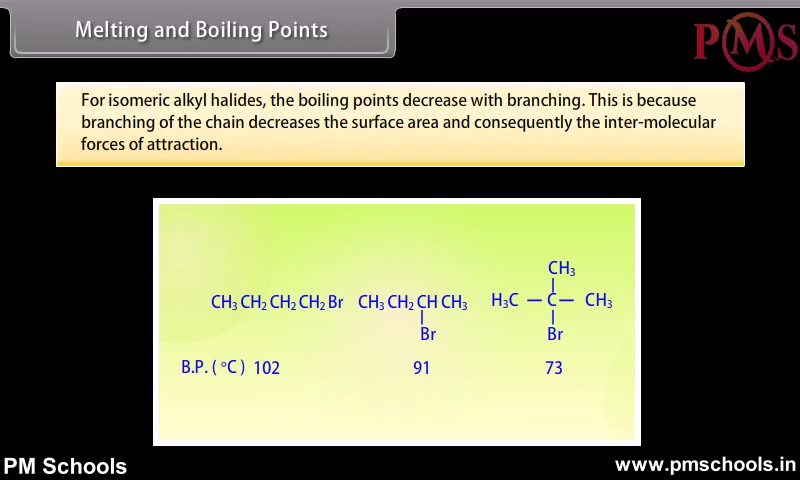 Melting and Boiling Points
PMS
For isomeric alkyl halides, the boiling points decrease with branching. This is because
branching of the chain decreases the surface area and consequently the inter-molecular
forces of attraction.
CH₃
CH₃ CH₂ CH₂ CH₂ Br CH₃ CH₂ CH CH₃ H₃C — C — CH₃
Br Br
B.P. ( °C ) 102 91 73
PM Schools
www.pmschools.in